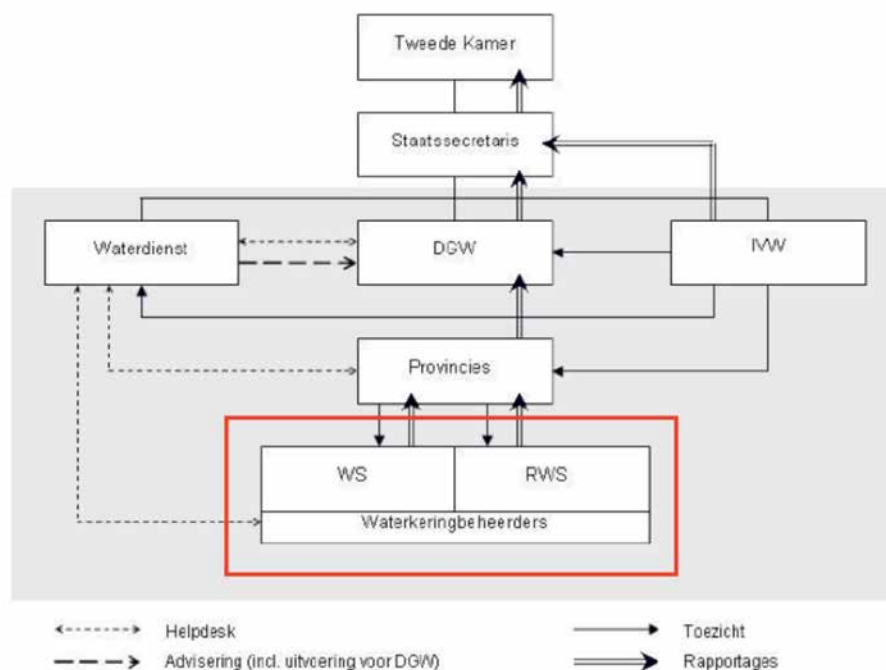 Tweede Kamer
Staatssecretaris
Waterdienst
DGW
IVW
Provincies
WS
RWS
Waterkeringbeheerders
Helpdesk
Toezicht
Advisering (incl. uitvoering voor DGW)
Rapportages